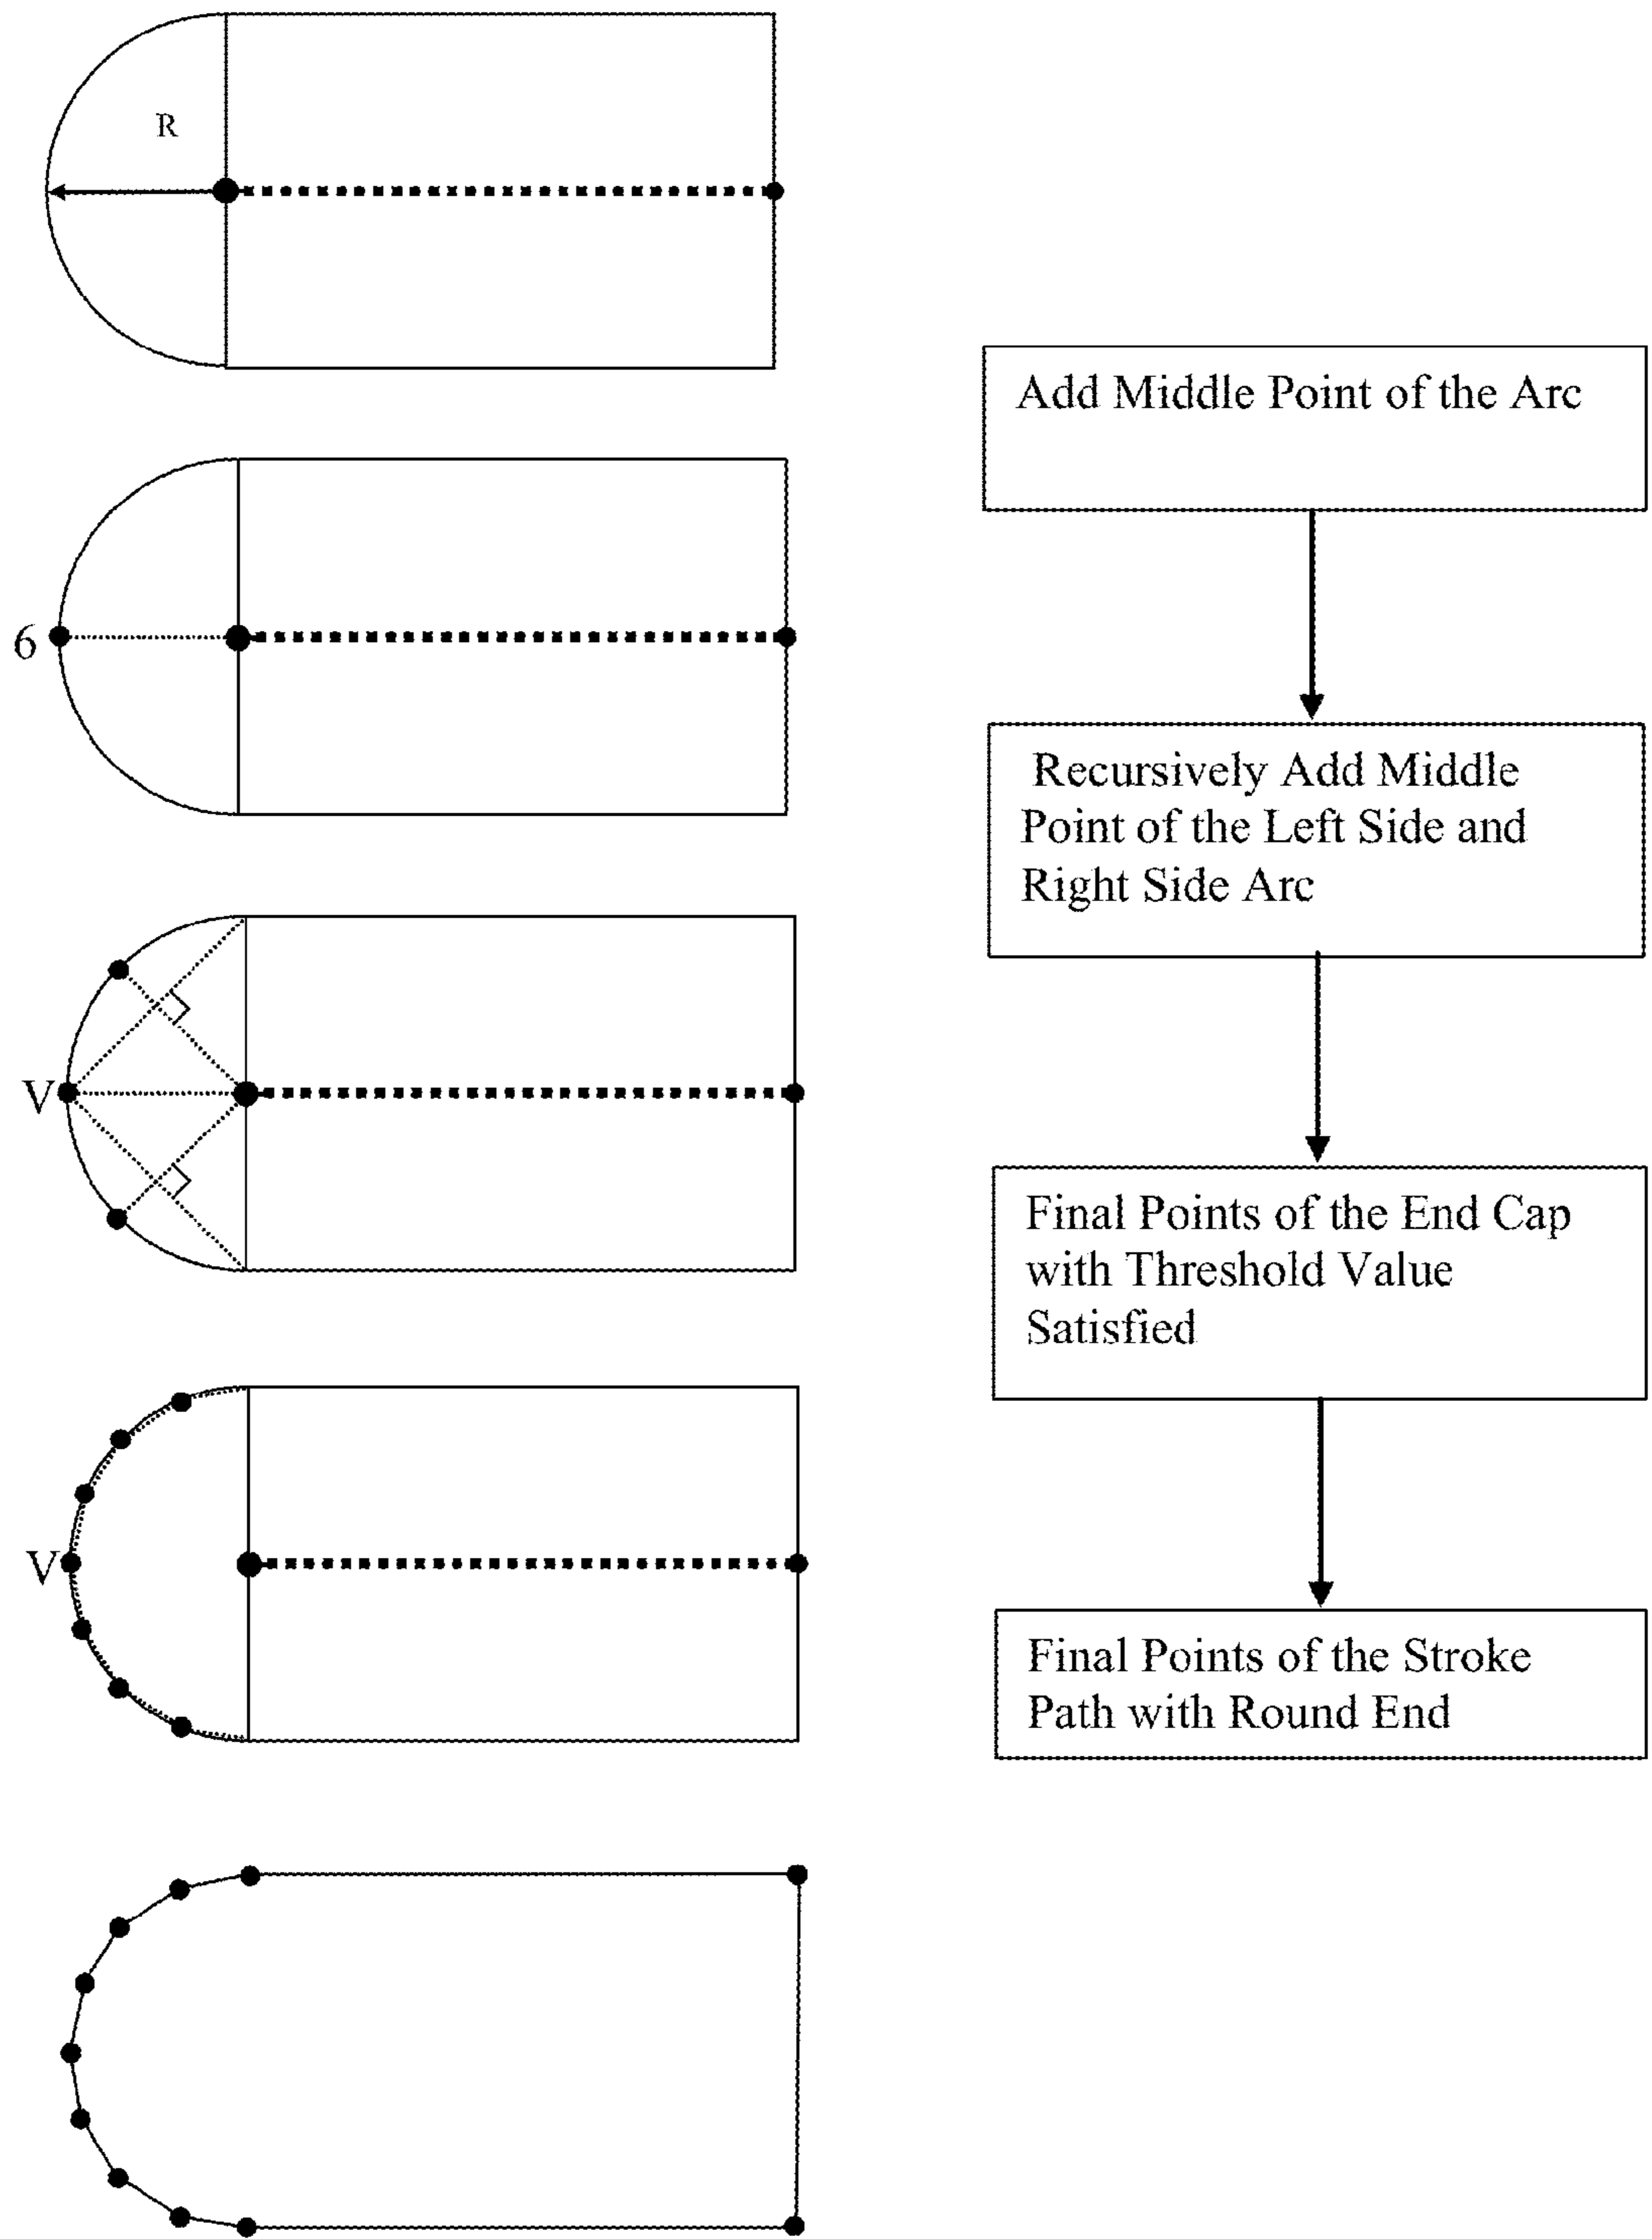 R
Add Middle Point of the Arc
6
Recursively Add Middle
Point of the Left Side and
Right Side Arc
V
Final Points of the End Cap
with Threshold Value
Satisfied
V
Final Points of the Stroke
Path with Round End